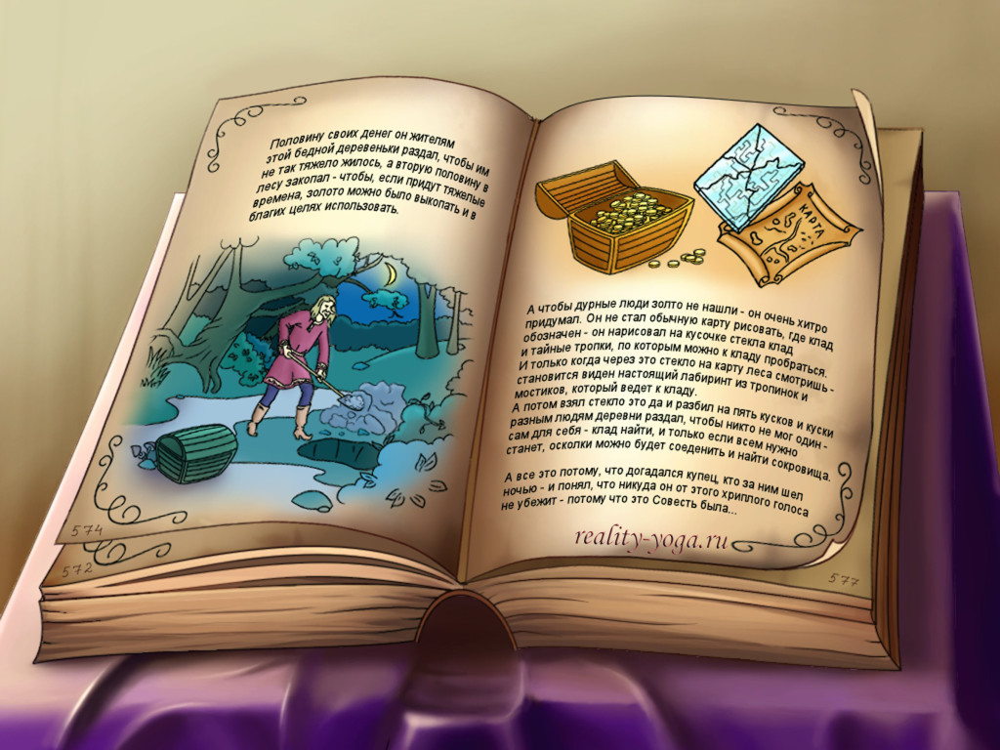 Половину своих денег он жителям
этой бедной деревеньки раздал, чтобы им
не так тяжело жилось, а вторую половину в
лесу закопал - чтобы, если придут тяжелые
времена, золото можно было выкопать и в
благих целях использовать.
574
572
КАРТА
А чтобы дурные люди золто не нашли - он очень хитро
придумал. Он не стал обычную карту рисовать, где клад
обозначен - он нарисовал на кусочке стекла клад
и тайные тропки, по которым можно к кладу пробраться.
И только когда через это стекло на карту леса смотришь -
становится виден настоящий лабиринт из тропинок и
мостиков, который ведет к кладу.
А потом взял стекло это да и разбил на пять кусков и куски
разным людям деревни раздал, чтобы никто не мог один -
сам для себя - клад найти, и только если всем нужно
станет, осколки можно будет соеденить и найти сокровища.
А все это потому, что догадался купец, кто за ним шел
ночью - и понял, что никуда он от этого хриплого голоса
не убежит - потому что это Совесть была...
reality-yoga.ru
577